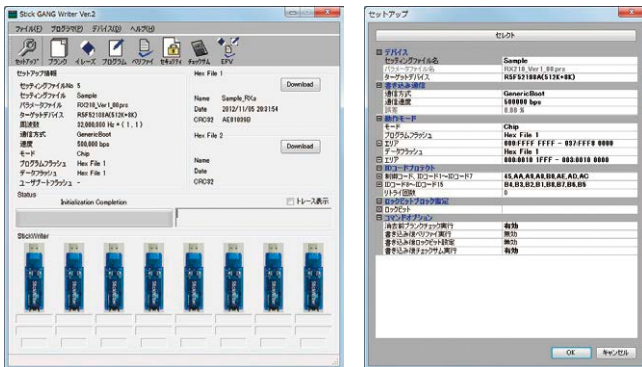 Stick GANG Writer Ver.2
ファイル(F) プログラマ(P) デバイス(D) ヘルプ(H)
セットアップ ブランク イレーズ プログラム ベリファイ セキュリティ チェックサム EPV
セットアップ情報
セッティングファイルNo 5
セッティングファイル Sample
パラメータファイル RX210_Ver1_00.prs
ターゲットデバイス R5F52108A(512K+8K)
周波数 32,000,000 Hz * ( 1 , 1 )
通信方式 GenericBoot
速度 500,000 bps
モード Chip
プログラムフラッシュ Hex File 1
データフラッシュ Hex File 1
ユーザーブートフラッシュ -
Hex File 1
Download
Name Sample_RXa
Date 2012/11/05 20:31:54
CRC32
Hex File 2
Download
Name
Date
CRC32
Status
Initialization Completion
トレース表示
StickWriter
セットアップ
セレクト
デバイス
セッティングファイル名 Sample
パラメータファイル名 RX210_Ver1_00.prs
ターゲットデバイス R5F52108A(512K+8K)
書き込み通信
通信方式 GenericBoot
通信速度 500000 bps
誤差 0.00 %
動作モード
モード Chip
プログラムフラッシュ Hex File 1
エリア 000:FFF8 FFFF - 037:FFF8 0000
データフラッシュ Hex File 1
エリア 000:0010 1FFF - 003:0010 0000
IDコードプロテクト
制御コード、IDコード1～IDコード7 45,AA,A9,A8,B0,AE,AD,AC
IDコード8～IDコード15 B4,B3,B2,B1,B8,B7,B6,B5
リトライ回数 0
ロックビットブロック指定
ロックビット
コマンドオプション
消去前ブランクチェック実行 有効
書き込み後ベリファイ実行 無効
書き込み後ロックビット設定 無効
書き込み後チェックサム実行 有効
OK キャンセル